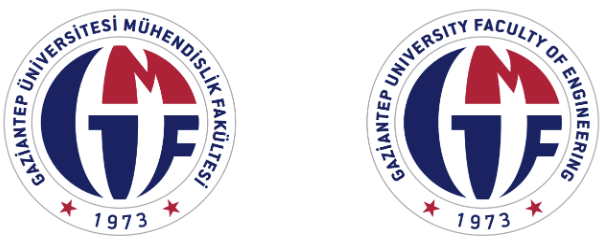 GAZİANTEP ÜNİVERSİTESİ MÜHENDİSLİK FAKÜLTESİ
1973
GAZİANTEP UNIVERSITY FACULTY OF ENGINEERING
1973